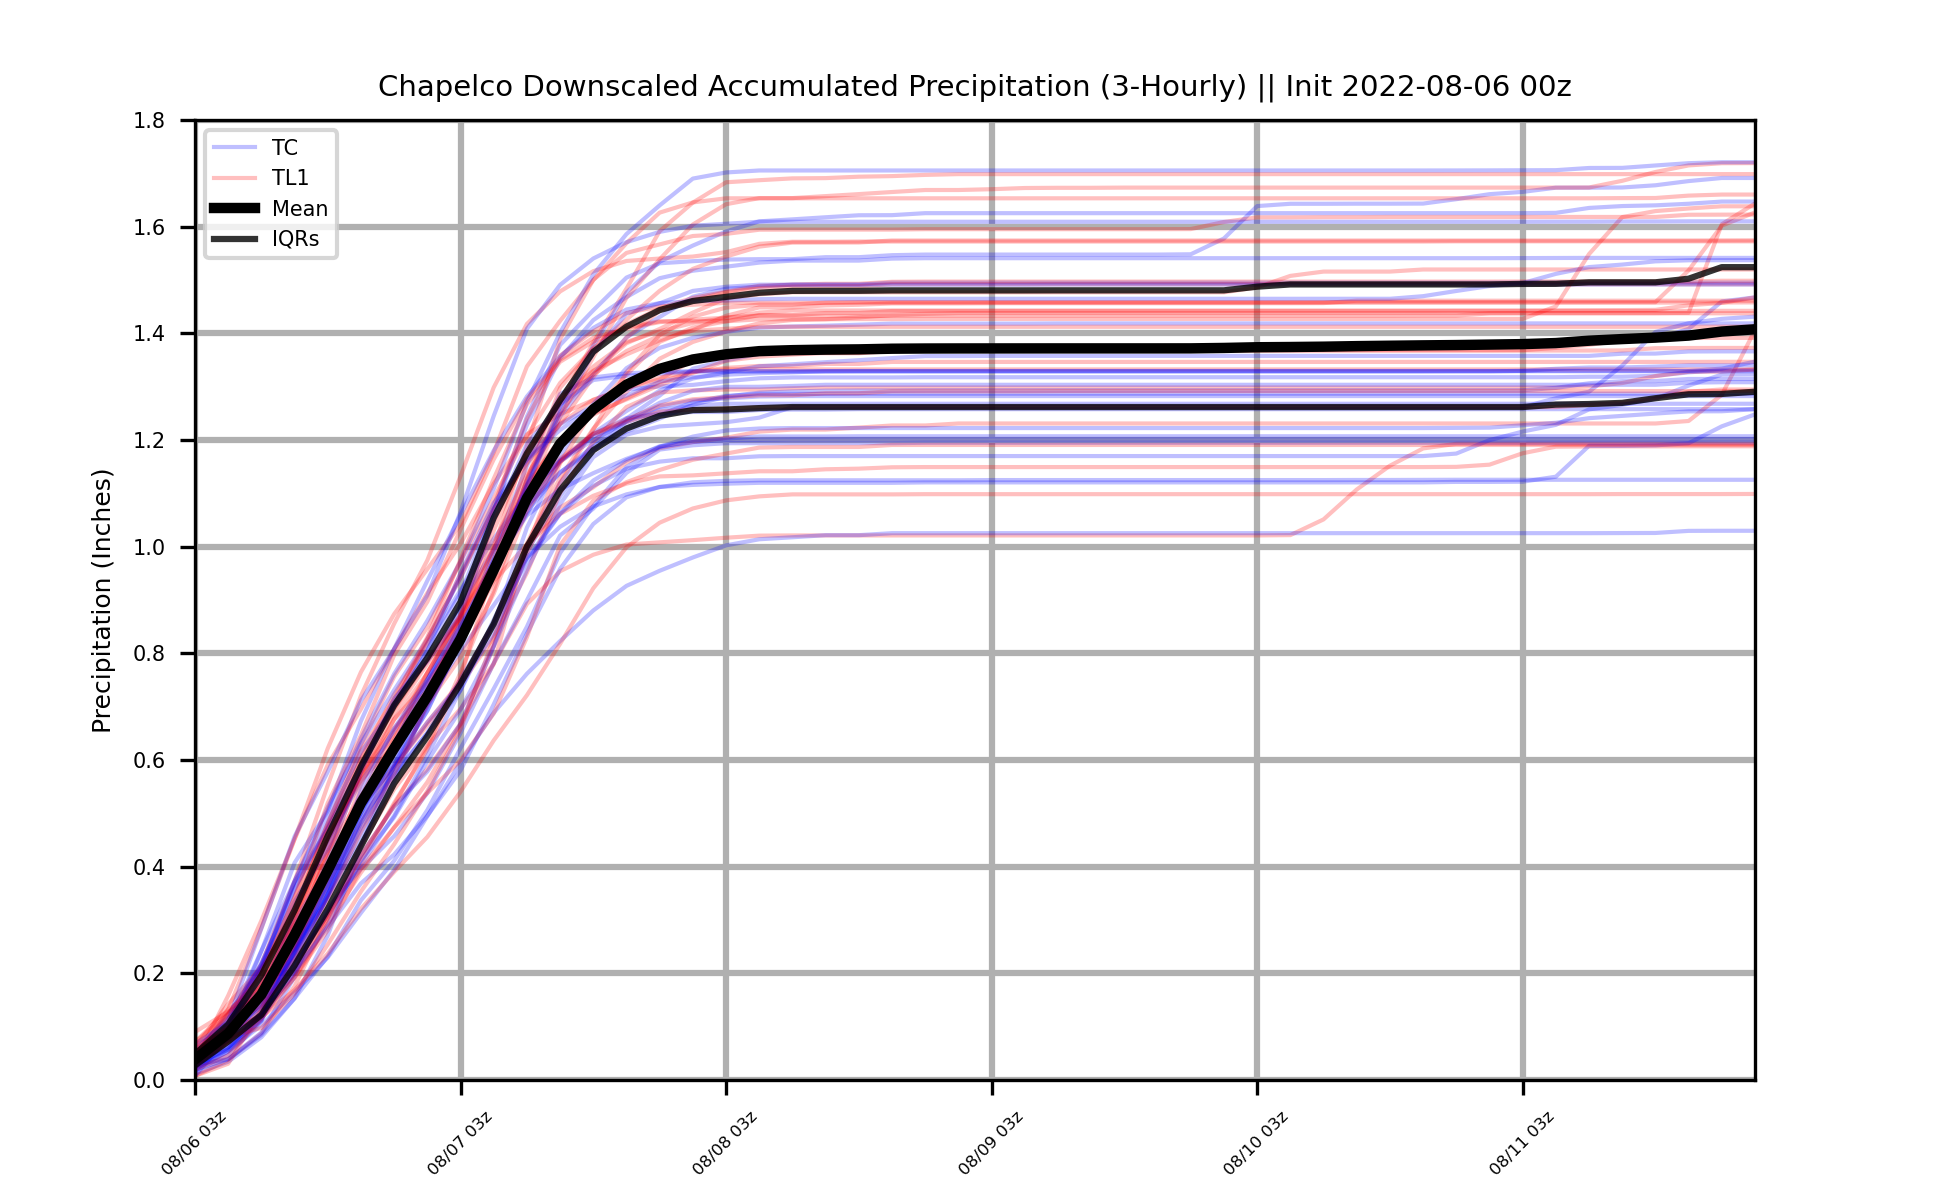 Chapelco Downscaled Accumulated Precipitation (3-Hourly) || Init 2022-08-06 00z
TC
TL1
Mean
IQRs
Precipitation (Inches)
1.8
1.6
1.4
1.2
1.0
0.8
0.6
0.4
0.2
0.0
08/06 03z
08/07 03z
08/08 03z
08/09 03z
08/10 03z
08/11 03z